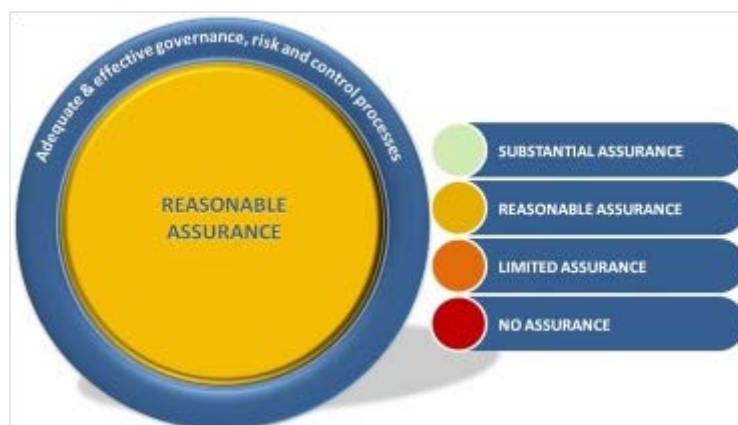 Adequate & effective governance, risk and control processes
REASONABLE
ASSURANCE
SUBSTANTIAL ASSURANCE
REASONABLE ASSURANCE
LIMITED ASSURANCE
NO ASSURANCE